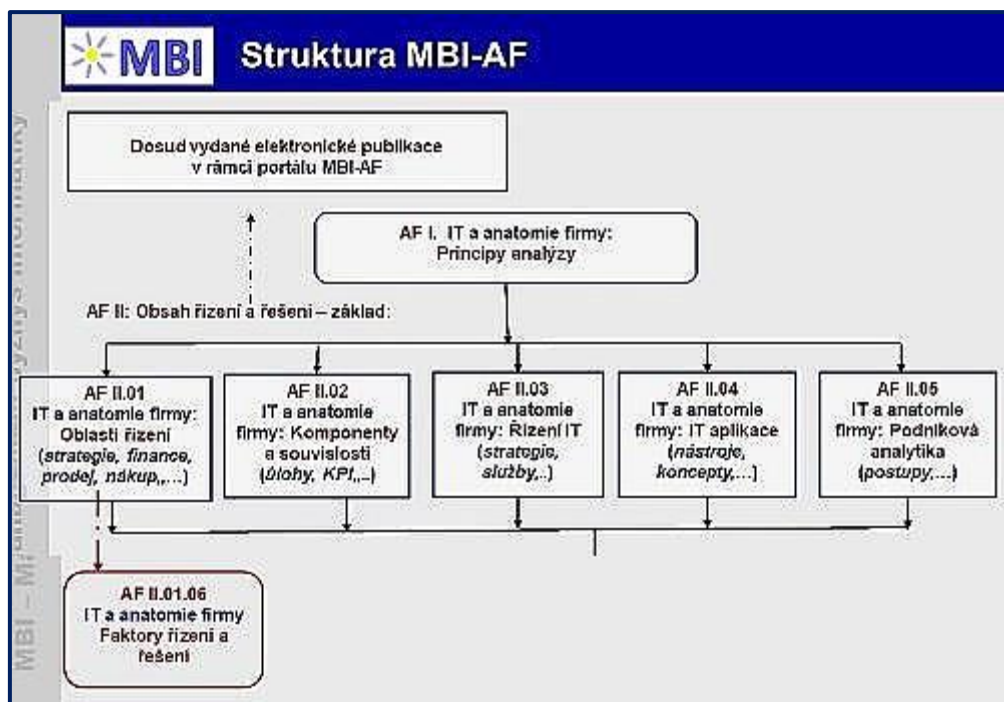 MBI
Struktura MBI-AF
Dosud vydané elektronické publikace
v rámci portálu MBI-AF
AF I. IT a anatomie firmy:
Principy analýzy
AF II: Obsah řízení a řešení – základ:
AF II.01
IT a anatomie firmy:
Oblasti řízení
(strategie, finance,
prodej, nákup,,…)
AF II.02
IT a anatomie
firmy: Komponenty
a souvislosti
(úlohy, KPI,,..)
AF II.03
IT a anatomie
firmy: Řízení IT
(strategie,
služby,..)
AF II.04
IT a anatomie
firmy: IT aplikace
(nástroje,
koncepty,…)
AF II.05
IT a anatomie
firmy: Podniková
analytika
(postupy,…)
AF II.01.06
IT a anatomie firmy
Faktory řízení a
řešení
MBI – informatiky